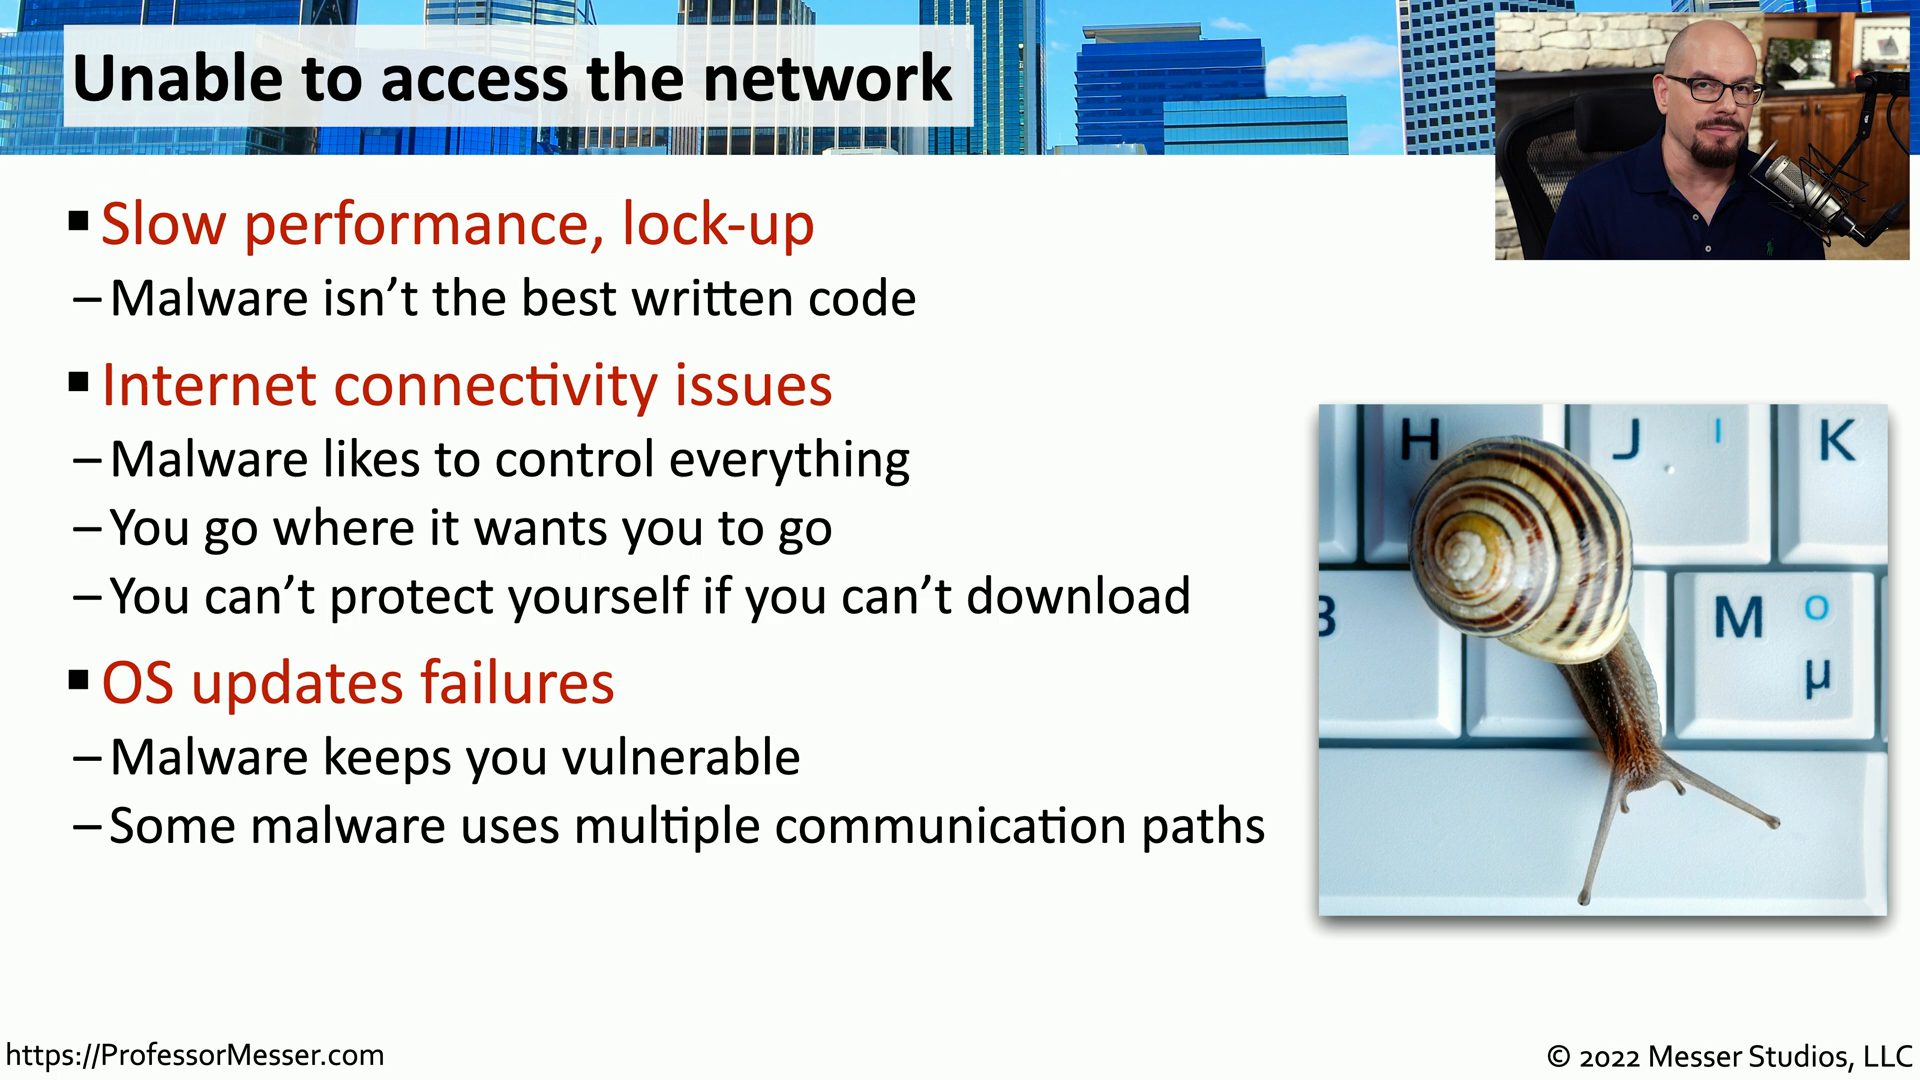 Unable to access the network
▪ Slow performance, lock-up
– Malware isn’t the best written code
▪ Internet connectivity issues
– Malware likes to control everything
– You go where it wants you to go
– You can’t protect yourself if you can’t download
▪ OS updates failures
– Malware keeps you vulnerable
– Some malware uses multiple communication paths
H J I K
B M O
µ
https://ProfessorMesser.com
© 2022 Messer Studios, LLC